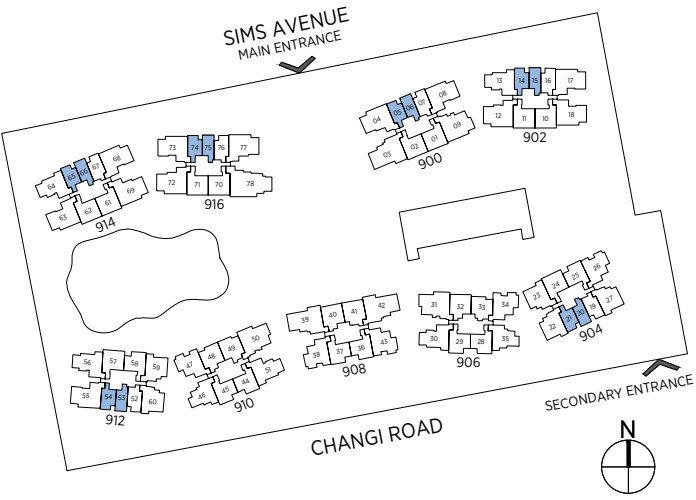 SIMS AVENUE
MAIN ENTRANCE
13 14 15 16 17
12 11 10 18
902
04 05 06 07 08
03 02 01 09
900
73 74 75 76 77
72 71 70 78
916
64 65 66 67 68
63 62 61 69
914
23 24 25 26
22 21 20 19 27
904
31 32 33 34
30 29 28 35
906
39 40 41 42
38 37 36 43
908
47 48 49 50
46 45 44 51
910
56 57 58 59
55 54 53 52 60
912
SECONDARY ENTRANCE
CHANGI ROAD
N